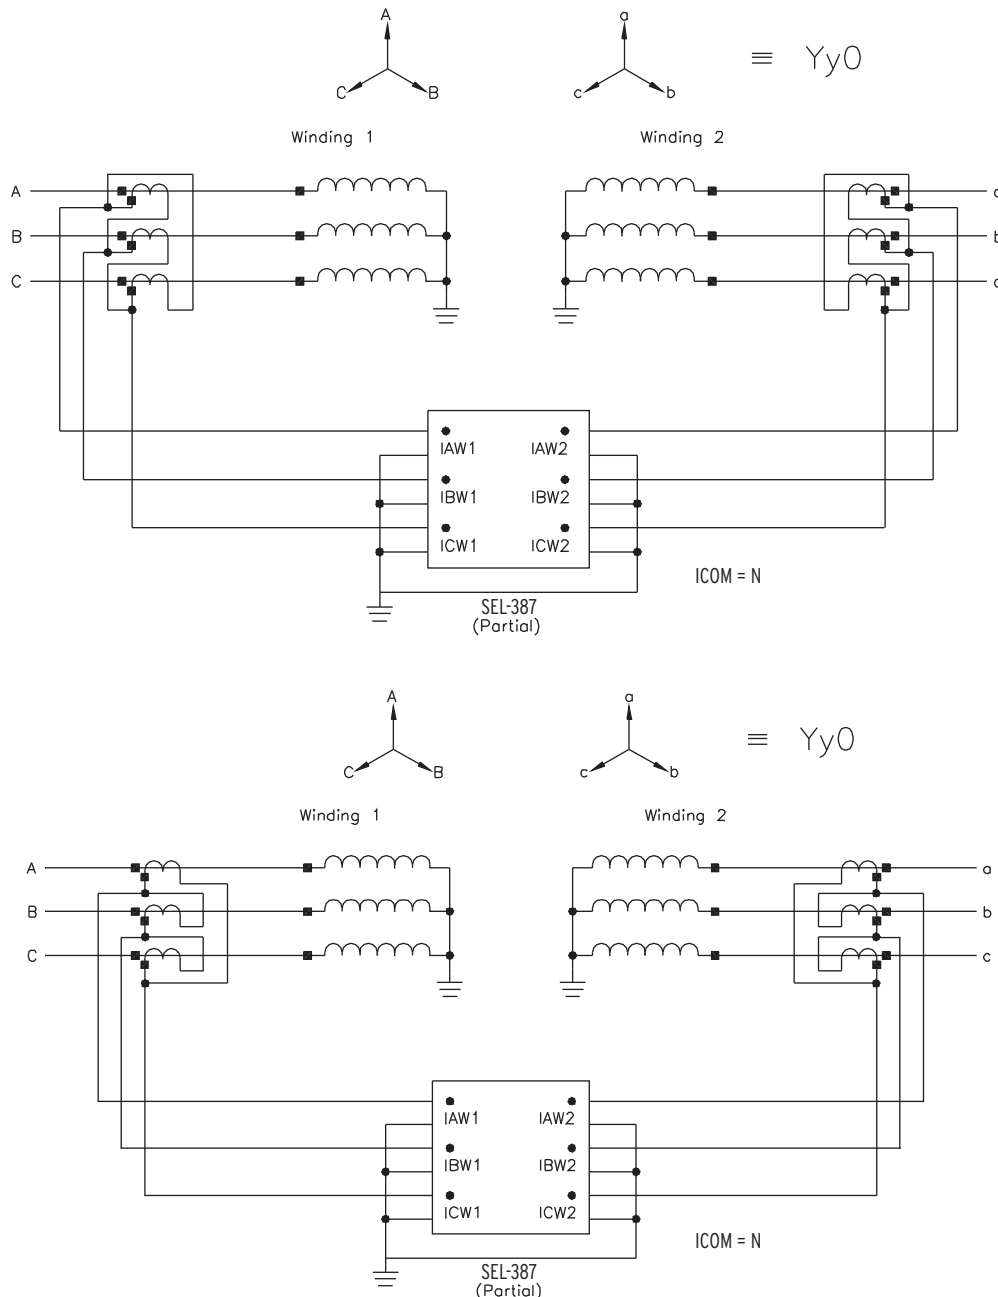 A
C
B
a
c
b
≡ Yy0
Winding 1
Winding 2
A
B
C
b
IAW1
IAW2
IBW1
IBW2
ICW1
ICW2
ICOM = N
SEL-387
(Partial)
A
C
B
a
c
b
≡ Yy0
Winding 1
Winding 2
A
B
C
a
b
c
IAW1
IAW2
IBW1
IBW2
ICW1
ICW2
ICOM = N
SEL-387
(Partial)